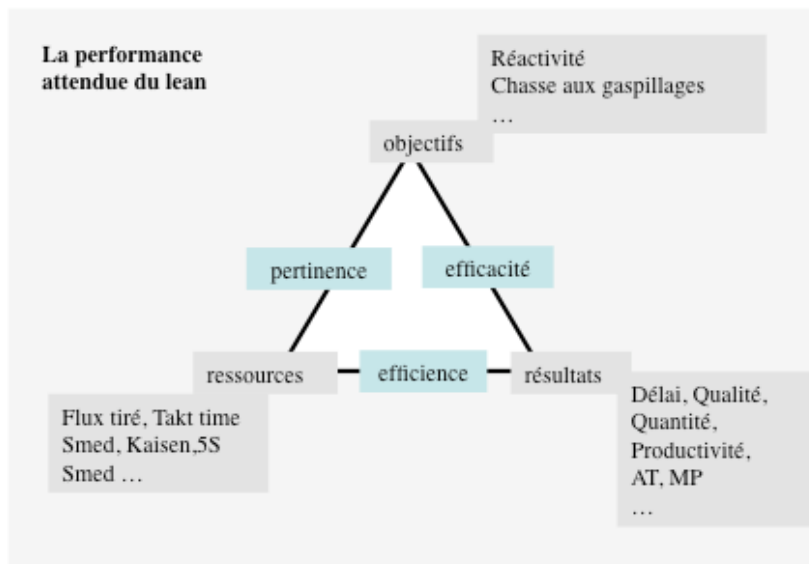 La performance
attendue du lean
Réactivité
Chasse aux gaspillages
…
objectifs
pertinence
efficacité
ressources
efficience
résultats
Flux tiré, Takt time
Smed, Kaisen,5S
Smed …
Délai, Qualité,
Quantité,
Productivité,
AT, MP
…